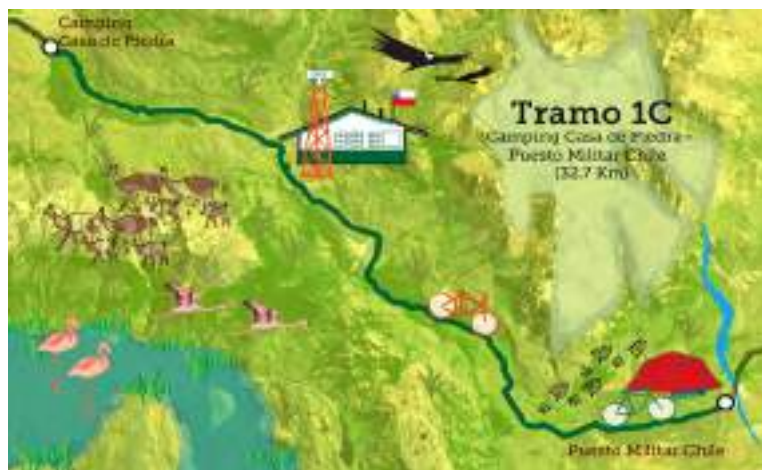 Camping
Casa de Piedra
Tramo 1C
Camping Casa de Piedra -
Puesto Militar Chile
(32.7 Km)
Puesto Militar Chile